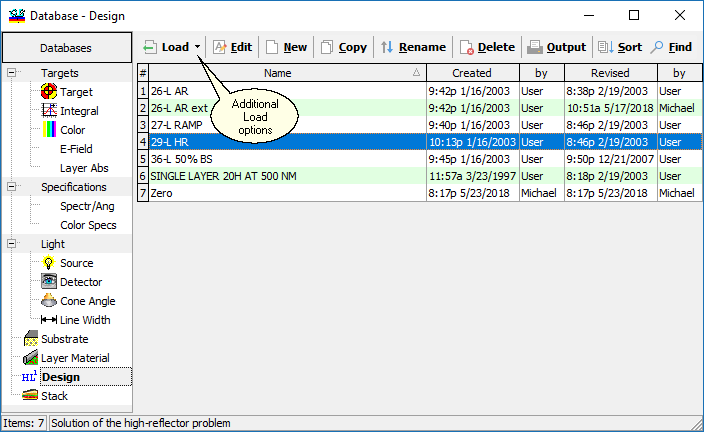 Database - Design
Databases
Load Edit New Copy Rename Delete Output Sort Find
Targets
Target
Integral
Color
E-Field
Layer Abs
Specifications
Spectr/Ang
Color Specs
Light
Source
Detector
Cone Angle
Line Width
Substrate
Layer Material
HL¹ Design
Stack
# Name Created by Revised by
1 26-L AR 9:42p 1/16/2003 User 8:38p 2/19/2003 User
2 26-L AR ext 9:42p 1/16/2003 User 10:51a 5/17/2018 Michael
3 27-L RAMP 9:40p 1/16/2003 User 8:46p 2/19/2003 User
4 29-L HR 10:13p 1/16/2003 User 8:46p 2/19/2003 User
5 36-L 50% BS 9:45p 1/16/2003 User 9:50p 12/21/2007 User
6 SINGLE LAYER 20H AT 500 NM 11:57a 3/23/1997 User 8:18p 2/19/2003 User
7 Zero 8:17p 5/23/2018 Michael 8:17p 5/23/2018 Michael
Additional
Load
options
Items: 7 Solution of the high-reflector problem